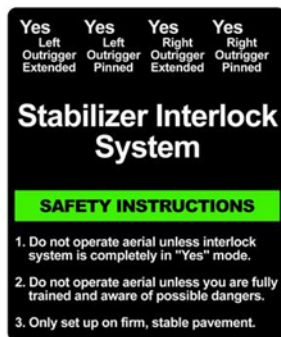 Yes Yes Yes Yes
Left Left Right Right
Outrigger Outrigger Outrigger Outrigger
Extended Pinned Extended Pinned
Stabilizer Interlock
System
SAFETY INSTRUCTIONS
1. Do not operate aerial unless interlock
system is completely in "Yes" mode.
2. Do not operate aerial unless you are fully
trained and aware of possible dangers.
3. Only set up on firm, stable pavement.